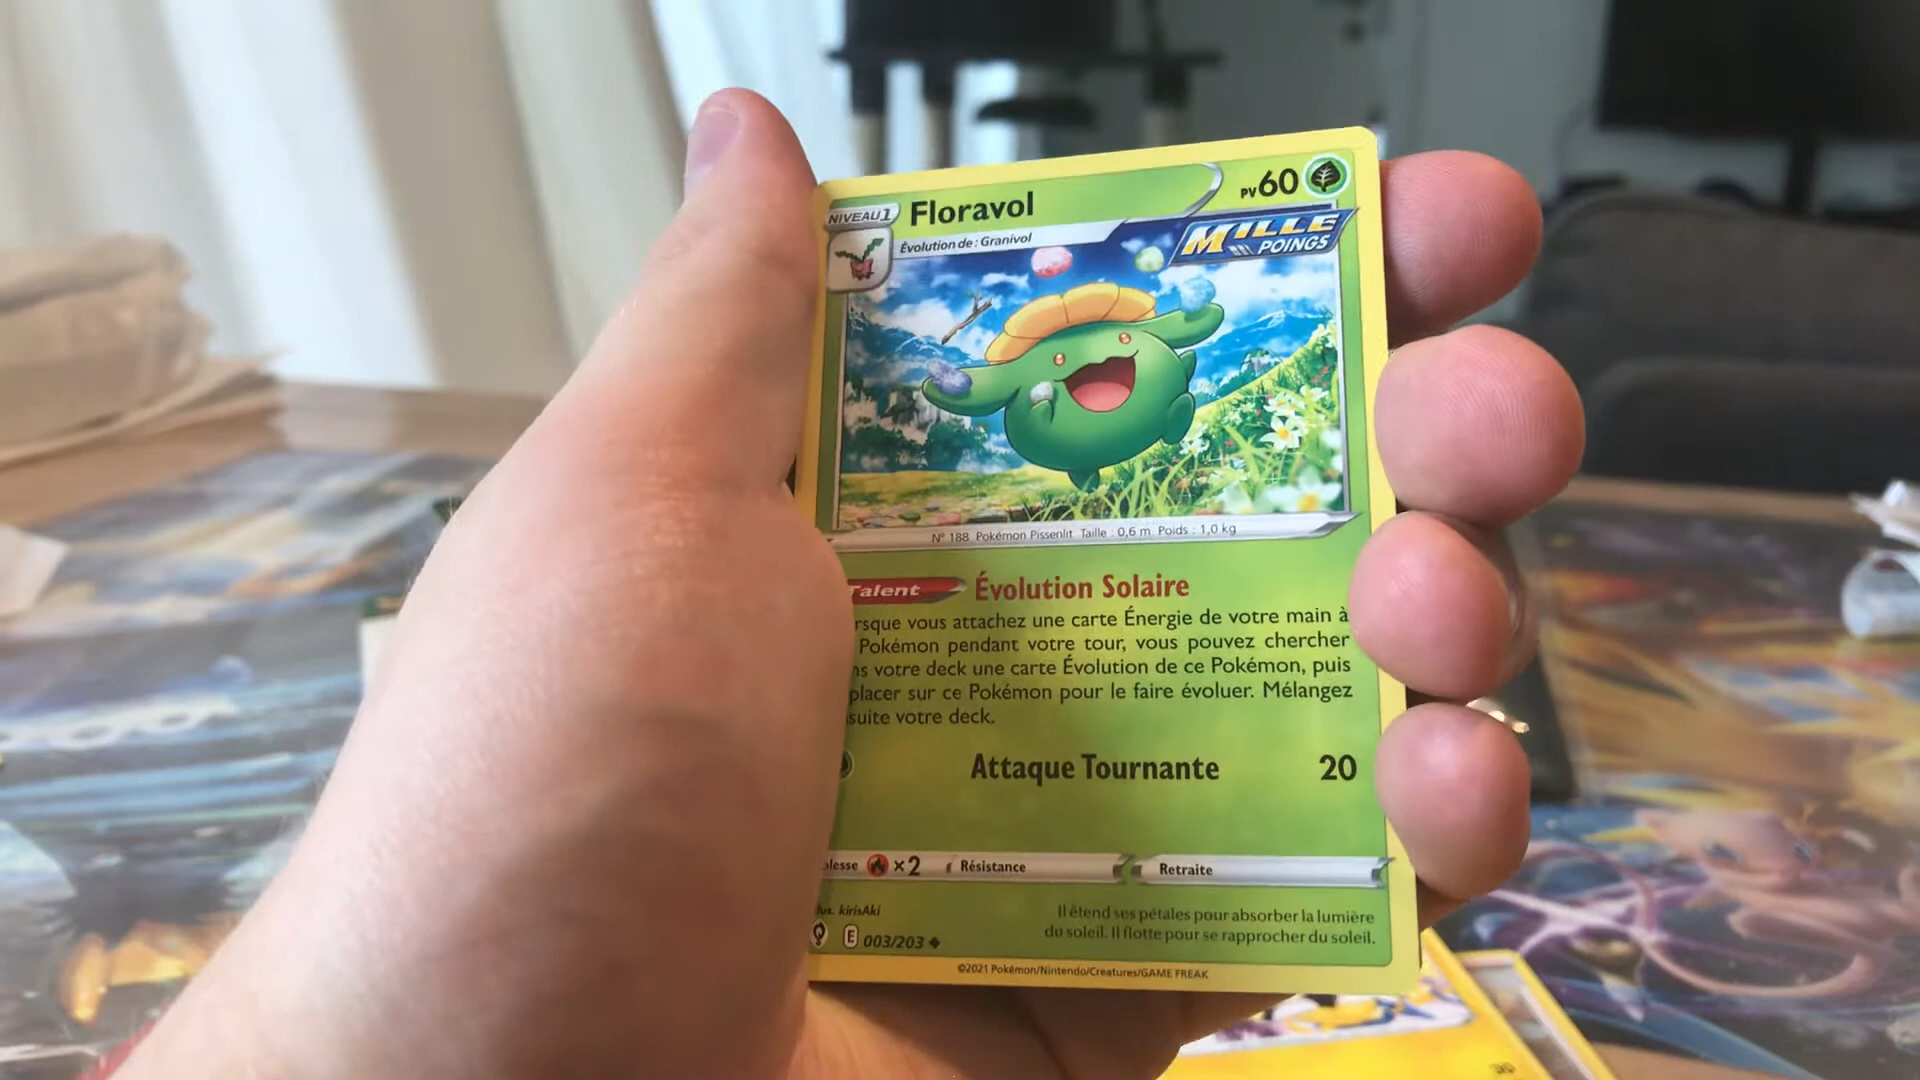 NIVEAU 1 Floravol PV 60
Évolution de : Granivol
MILLE
POINGS
N° 188 Pokémon Pissenlit Taille : 0,6 m Poids : 1,0 kg
Talent Évolution Solaire
rsque vous attachez une carte Énergie de votre main à
Pokémon pendant votre tour, vous pouvez chercher
ns votre deck une carte Évolution de ce Pokémon, puis
placer sur ce Pokémon pour le faire évoluer. Mélangez
suite votre deck.
Attaque Tournante 20
lesse ×2 Résistance Retraite
lus. kirisAki
Il étend ses pétales pour absorber la lumière
du soleil. Il flotte pour se rapprocher du soleil.
E 003/203
©2021 Pokémon/Nintendo/Creatures/GAME FREAK